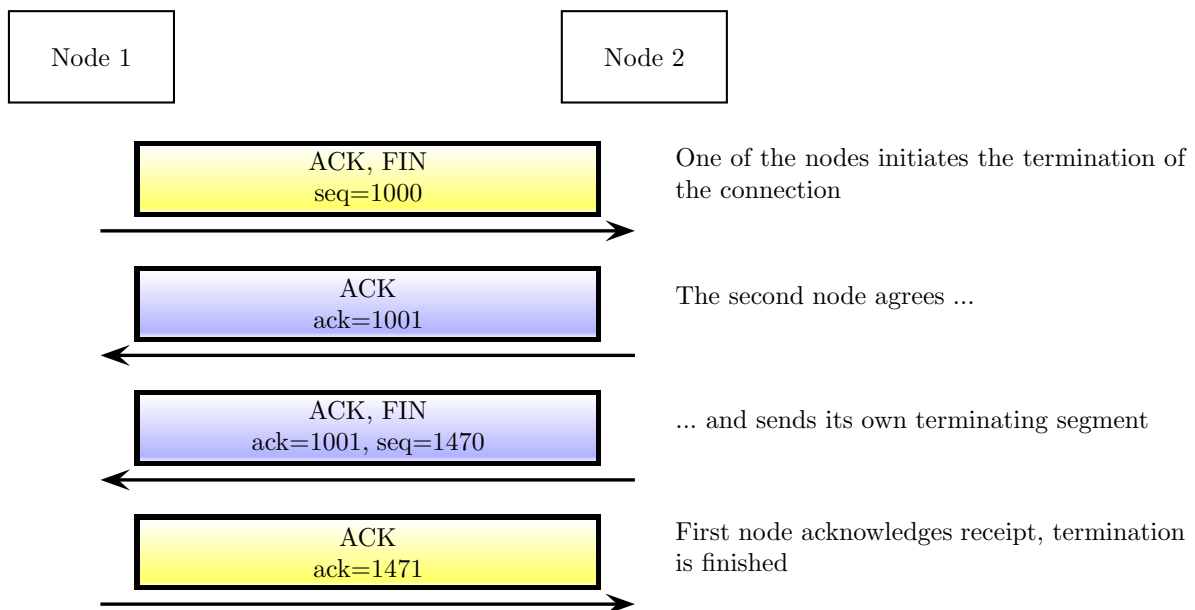 Node 1
Node 2
ACK, FIN
seq=1000
One of the nodes initiates the termination of
the connection
ACK
ack=1001
The second node agrees ...
ACK, FIN
ack=1001, seq=1470
... and sends its own terminating segment
ACK
ack=1471
First node acknowledges receipt, termination
is finished